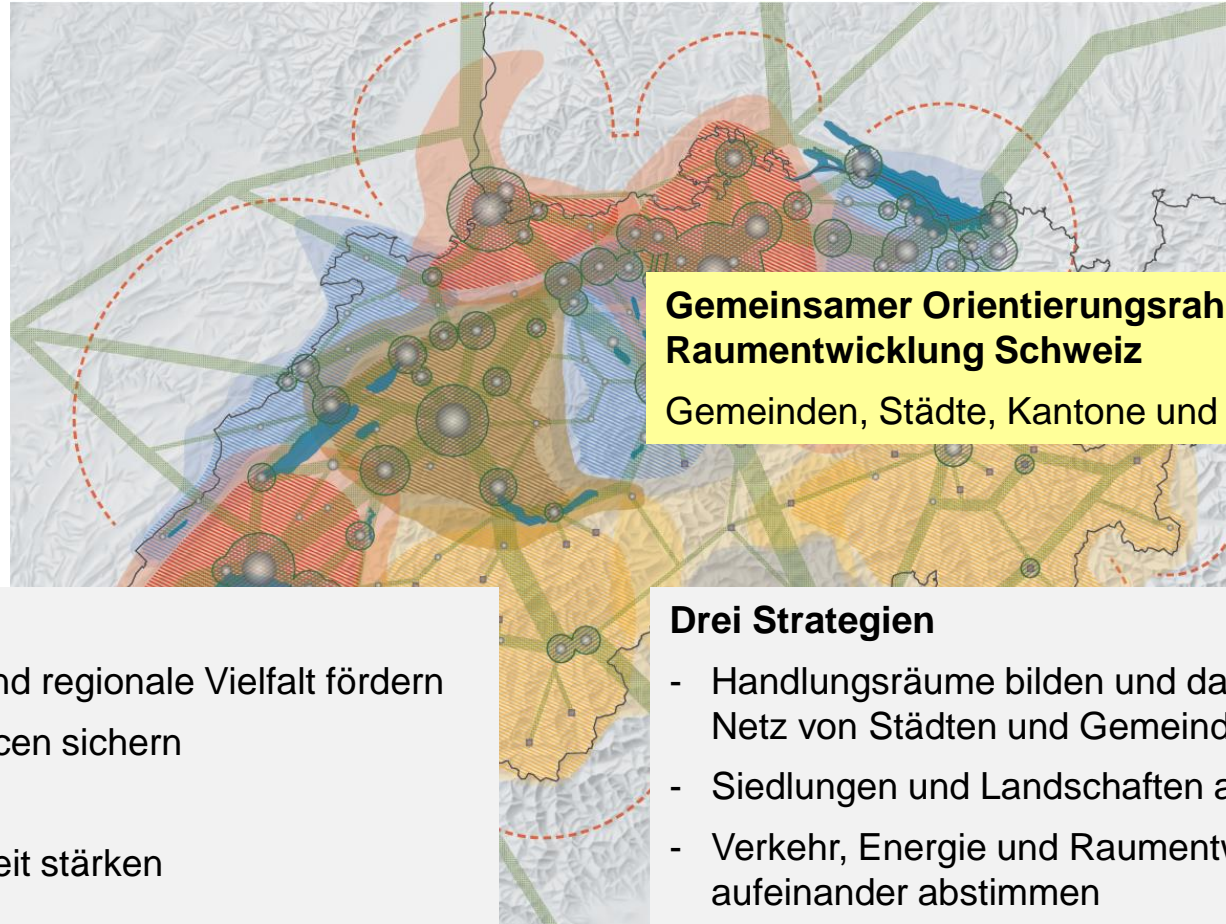 Gemeinsamer Orientierungsrah
Raumentwicklung Schweiz
Gemeinden, Städte, Kantone und
nd regionale Vielfalt fördern
cen sichern
eit stärken
Drei Strategien
- Handlungsräume bilden und da
Netz von Städten und Gemeind
- Siedlungen und Landschaften a
- Verkehr, Energie und Raument
aufeinander abstimmen